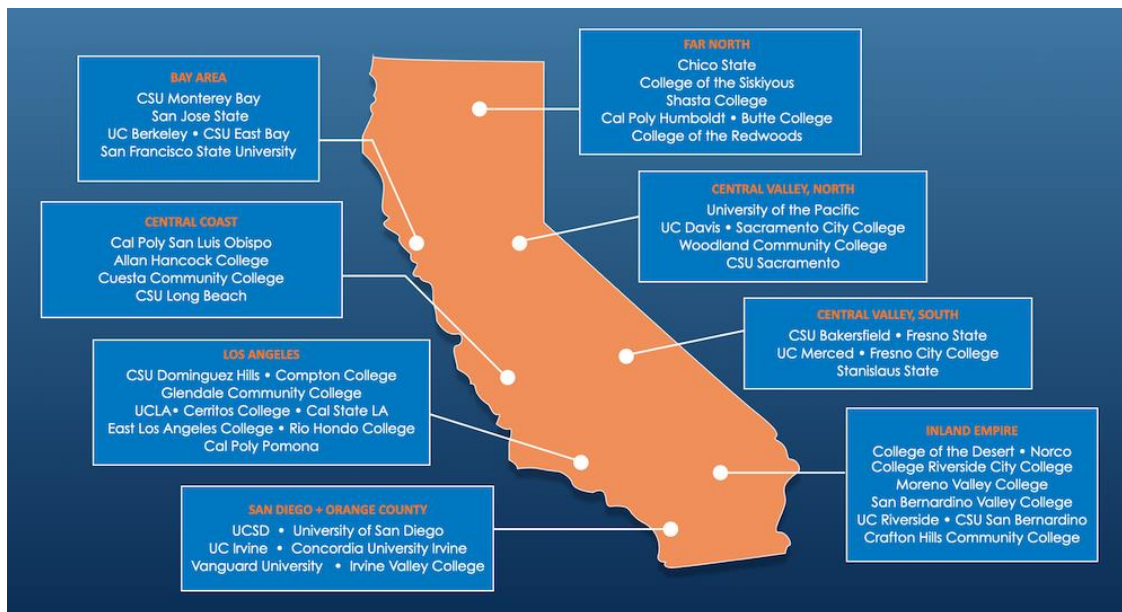 BAY AREA
CSU Monterey Bay
San Jose State
UC Berkeley • CSU East Bay
San Francisco State University
CENTRAL COAST
Cal Poly San Luis Obispo
Allan Hancock College
Cuesta Community College
CSU Long Beach
LOS ANGELES
CSU Dominguez Hills • Compton College
Glendale Community College
UCLA• Cerritos College • Cal State LA
East Los Angeles College • Rio Hondo College
Cal Poly Pomona
SAN DIEGO + ORANGE COUNTY
UCSD • University of San Diego
UC Irvine • Concordia University Irvine
Vanguard University • Irvine Valley College
FAR NORTH
Chico State
College of the Siskiyous
Shasta College
Cal Poly Humboldt • Butte College
College of the Redwoods
CENTRAL VALLEY, NORTH
University of the Pacific
UC Davis • Sacramento City College
Woodland Community College
CSU Sacramento
CENTRAL VALLEY, SOUTH
CSU Bakersfield • Fresno State
UC Merced • Fresno City College
Stanislaus State
INLAND EMPIRE
College of the Desert • Norco
College Riverside City College
Moreno Valley College
San Bernardino Valley College
UC Riverside • CSU San Bernardino
Crafton Hills Community College